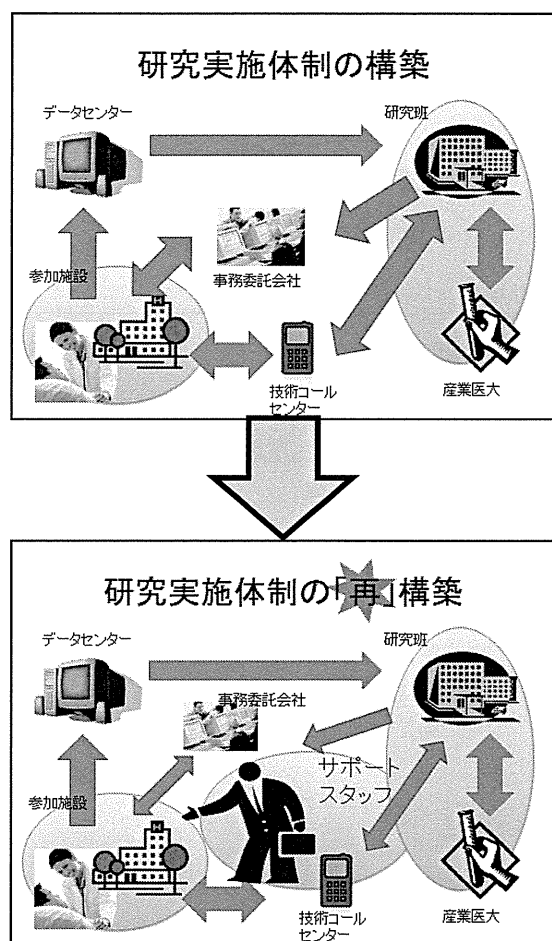 研究実施体制の構築
データセンター
研究班
事務委託会社
参加施設
技術コール
センター
産業医大
研究実施体制の「再」構築
データセンター
研究班
事務委託会社
サポート
スタッフ
参加施設
技術コール
センター
産業医大